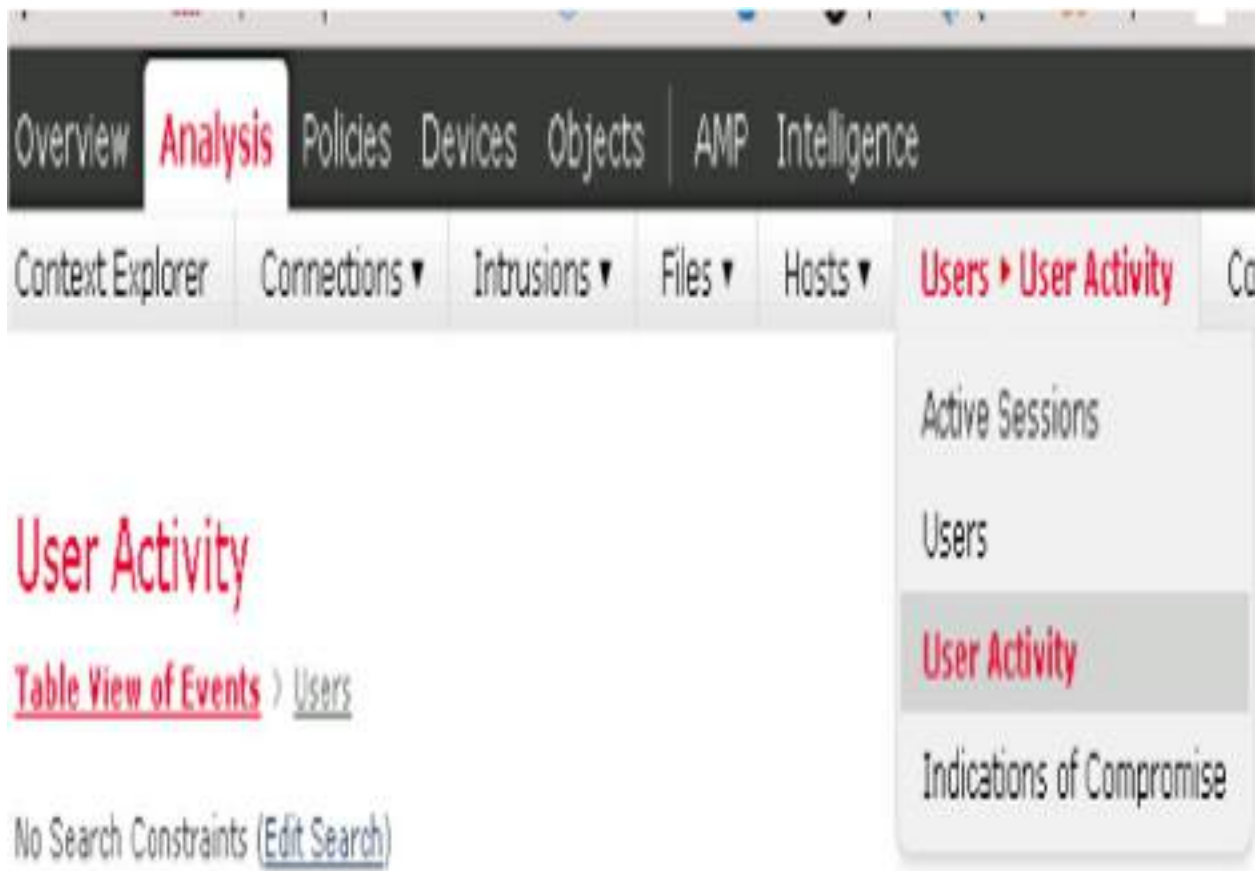 Overview Analysis Policies Devices Objects AMP Intelligence
Context Explorer Connections ▾ Intrusions ▾ Files ▾ Hosts ▾ Users ▸ User Activity
Active Sessions
Users
User Activity
Indications of Compromise
User Activity
Table View of Events > Users
No Search Constraints (Edit Search)